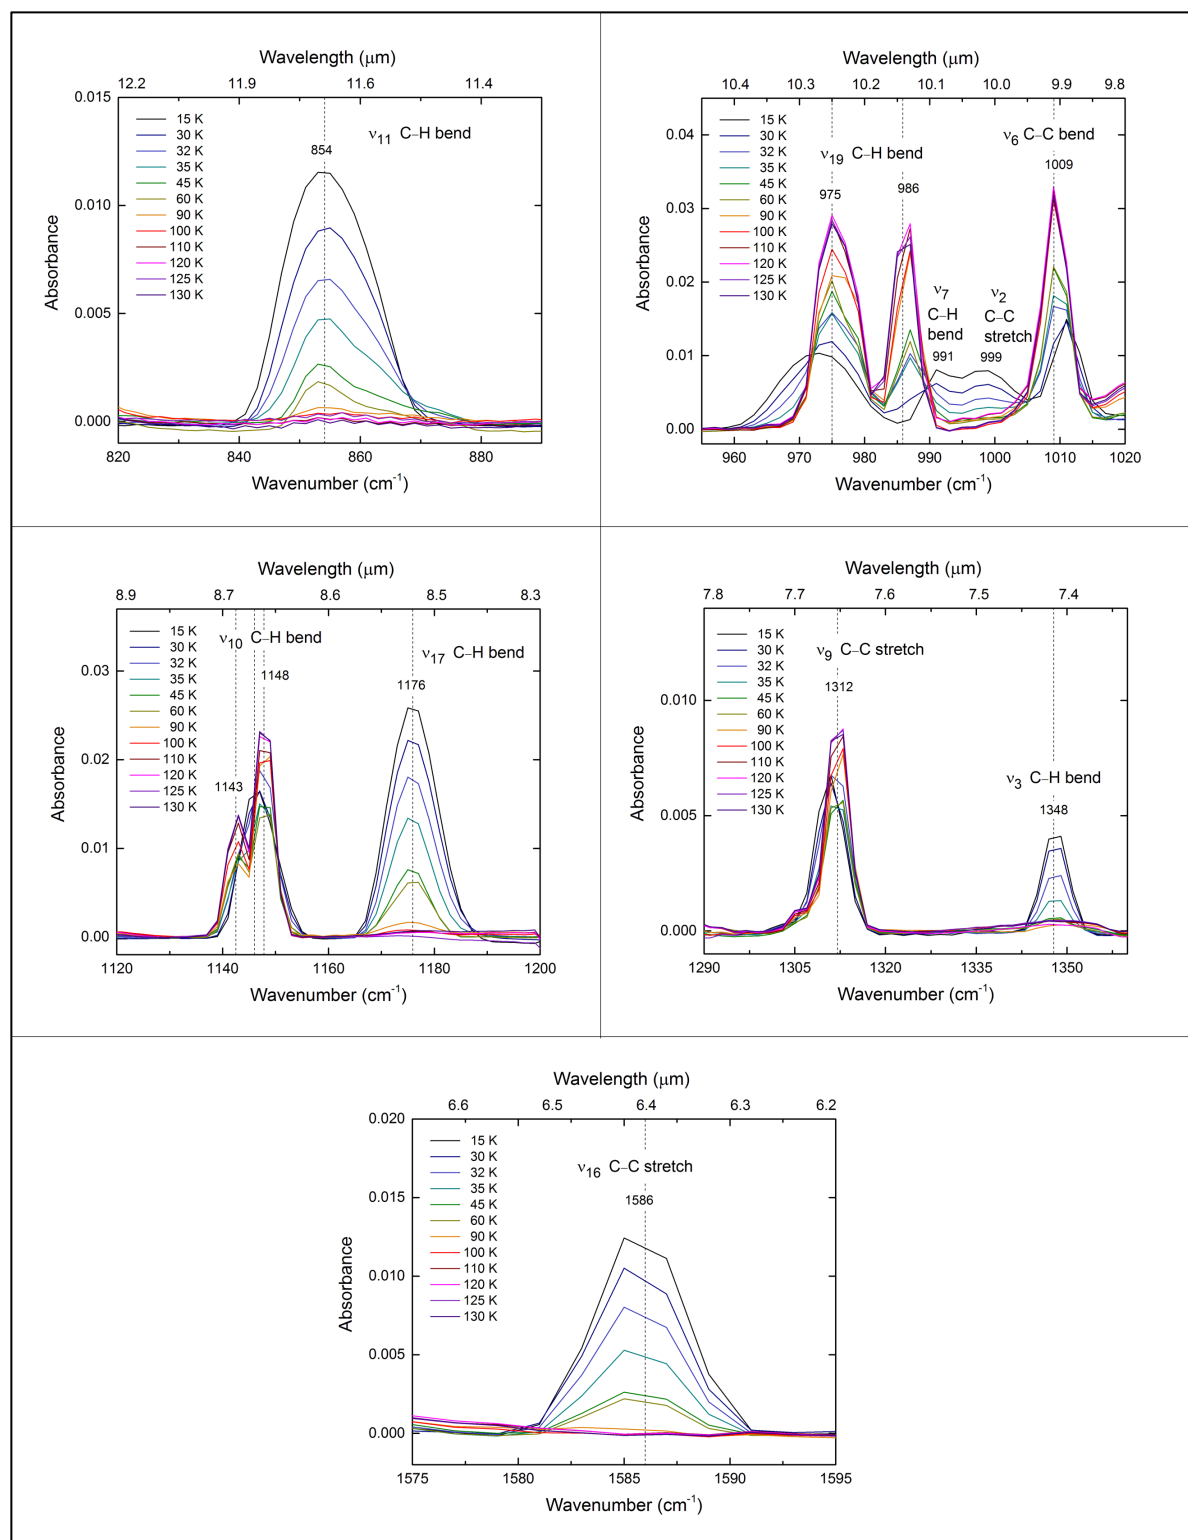 Wavelength (μm)
12.2 11.9 11.6 11.4
0.015
0.010
0.005
0.000
Absorbance
15 K
30 K
32 K
35 K
45 K
60 K
90 K
100 K
110 K
120 K
125 K
130 K
ν11 C–H bend
854
820 840 860 880
Wavenumber (cm-1)
Wavelength (μm)
10.4 10.3 10.2 10.1 10.0 9.9 9.8
0.04
0.03
0.02
0.01
0.00
Absorbance
15 K
30 K
32 K
35 K
45 K
60 K
90 K
100 K
110 K
120 K
125 K
130 K
ν19 C–H bend
975 986
ν6 C–C bend
1009
ν7
C–H
bend
991
ν2
C–C
stretch
999
960 970 980 990 1000 1010 1020
Wavenumber (cm-1)
Wavelength (μm)
8.9 8.7 8.6 8.5 8.3
0.03
0.02
0.01
0.00
Absorbance
15 K
30 K
32 K
35 K
45 K
60 K
90 K
100 K
110 K
120 K
125 K
130 K
ν10 C–H bend
1148
1143
ν17 C–H bend
1176
1120 1140 1160 1180 1200
Wavenumber (cm-1)
Wavelength (μm)
7.8 7.7 7.6 7.5 7.4
0.010
0.005
0.000
Absorbance
15 K
30 K
32 K
35 K
45 K
60 K
90 K
100 K
110 K
120 K
125 K
130 K
ν9 C–C stretch
1312
ν3 C–H bend
1348
1290 1305 1320 1335 1350
Wavenumber (cm-1)
Wavelength (μm)
6.6 6.5 6.4 6.3 6.2
0.020
0.015
0.010
0.005
0.000
Absorbance
15 K
30 K
32 K
35 K
45 K
60 K
90 K
100 K
110 K
120 K
125 K
130 K
ν16 C–C stretch
1586
1575 1580 1585 1590 1595
Wavenumber (cm-1)